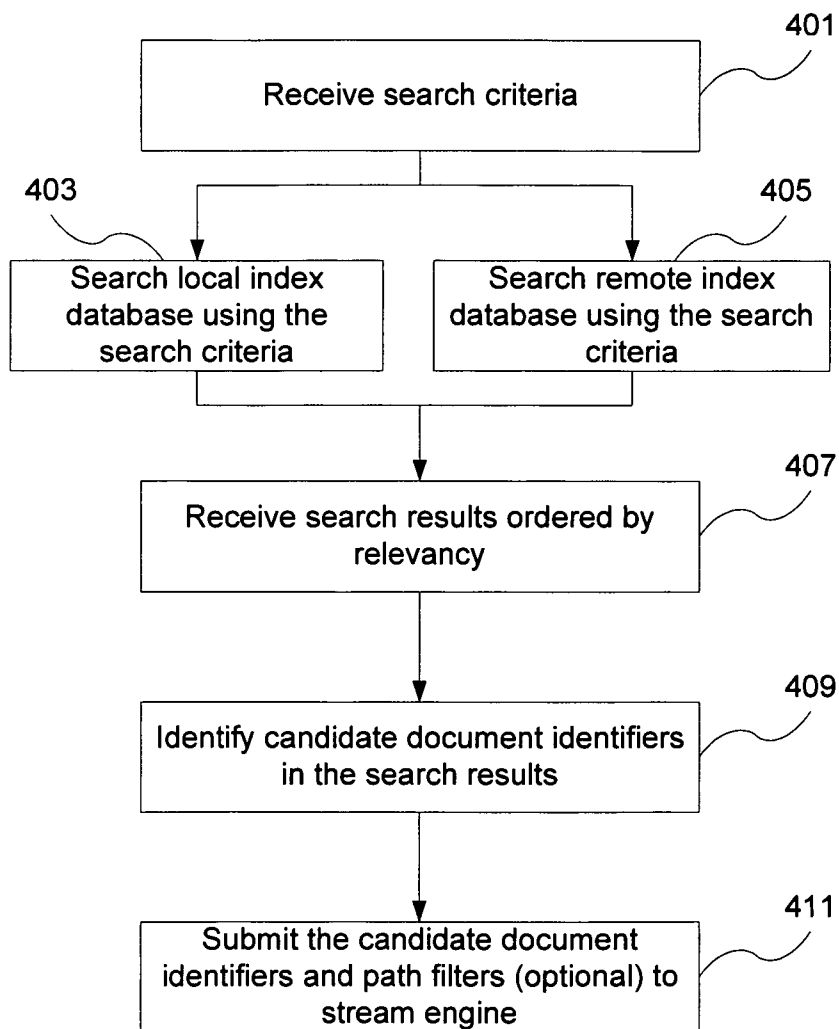 401
Receive search criteria
403
405
Search local index
database using the
search criteria
Search remote index
database using the search
criteria
407
Receive search results ordered by
relevancy
409
Identify candidate document identifiers
in the search results
411
Submit the candidate document
identifiers and path filters (optional) to
stream engine